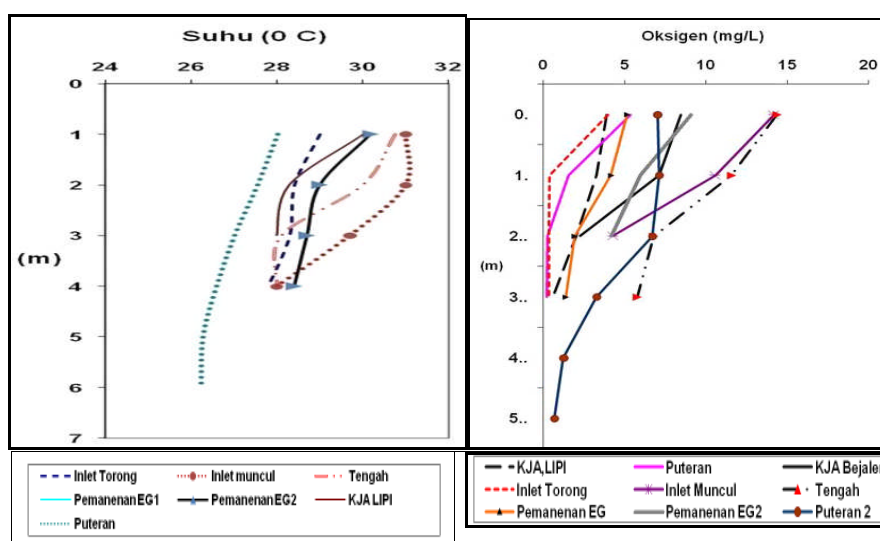 Suhu (0 C)
24 26 28 30 32
0
1
2
3
(m)
4
5
6
7
Inlet Torong Inlet muncul Tengah
Pemanenan EG1 Pemanenan EG2 KJA LIPI
Puteran
Oksigen (mg/L)
0 5 10 15 20
0.
1.
2..
(m)
3..
4..
5..
KJA,LIPI Puteran KJA Bejalen
Inlet Torong Inlet Muncul Tengah
Pemanenan EG Pemanenan EG2 Puteran 2